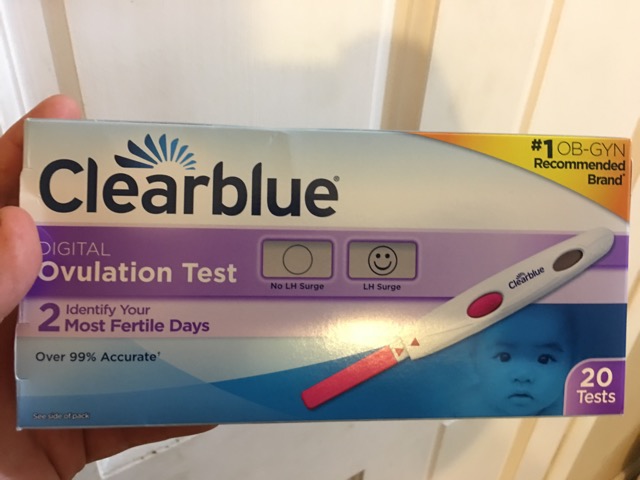 #1 OB-GYN
Recommended
Brand*
Clearblue®
DIGITAL
Ovulation Test
No LH Surge
LH Surge
2 Identify Your
Most Fertile Days
Clearblue
Over 99% Accurate†
20
Tests
See side of pack